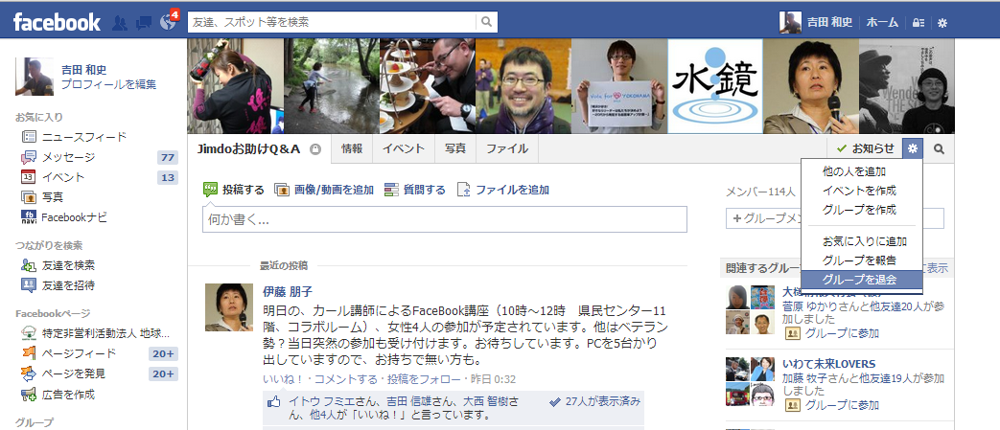 facebook
4
友達、スポット等を検索
吉田 和史
ホーム
吉田 和史
プロフィールを編集
お気に入り
ニュースフィード
メッセージ 77
イベント 13
写真
Facebookナビ
つながりを検索
友達を検索
友達を招待
Facebookページ
特定非営利活動法人 地球...
ページフィード 20+
ページを発見 20+
広告を作成
グループ
Vote for YOKOHAMA
水鏡
Jimdoお助けQ&A
情報
イベント
写真
ファイル
お知らせ
他の人を追加
イベントを作成
グループを作成
お気に入りに追加
グループを報告
グループを退会
投稿する
画像/動画を追加
質問する
ファイルを追加
何か書く...
最近の投稿
伊藤 朋子
明日の、カール講師によるFaceBook講座（10時～12時　県民センター11
階、コラボルーム）、女性4人の参加が予定されています。他はベテラン
勢？当日突然の参加も受け付けます。お待ちしています。PCを5台かり
出していますので、お持ちで無い方も。
いいね！ · コメントする · 投稿をフォロー · 昨日 0:32
イトウ フミエさん、吉田 信雄さん、大西 智樹さ
ん、他4人が「いいね！」と言っています。
27人が表示済み
メンバー114人
+ グループメン
関連するグルー
に表示
菅原 ゆかりさんと他友達20人が参
加しました
グループに参加
いわて未来LOVERS
加藤 牧子さんと他友達19人が参加
しました
グループに参加